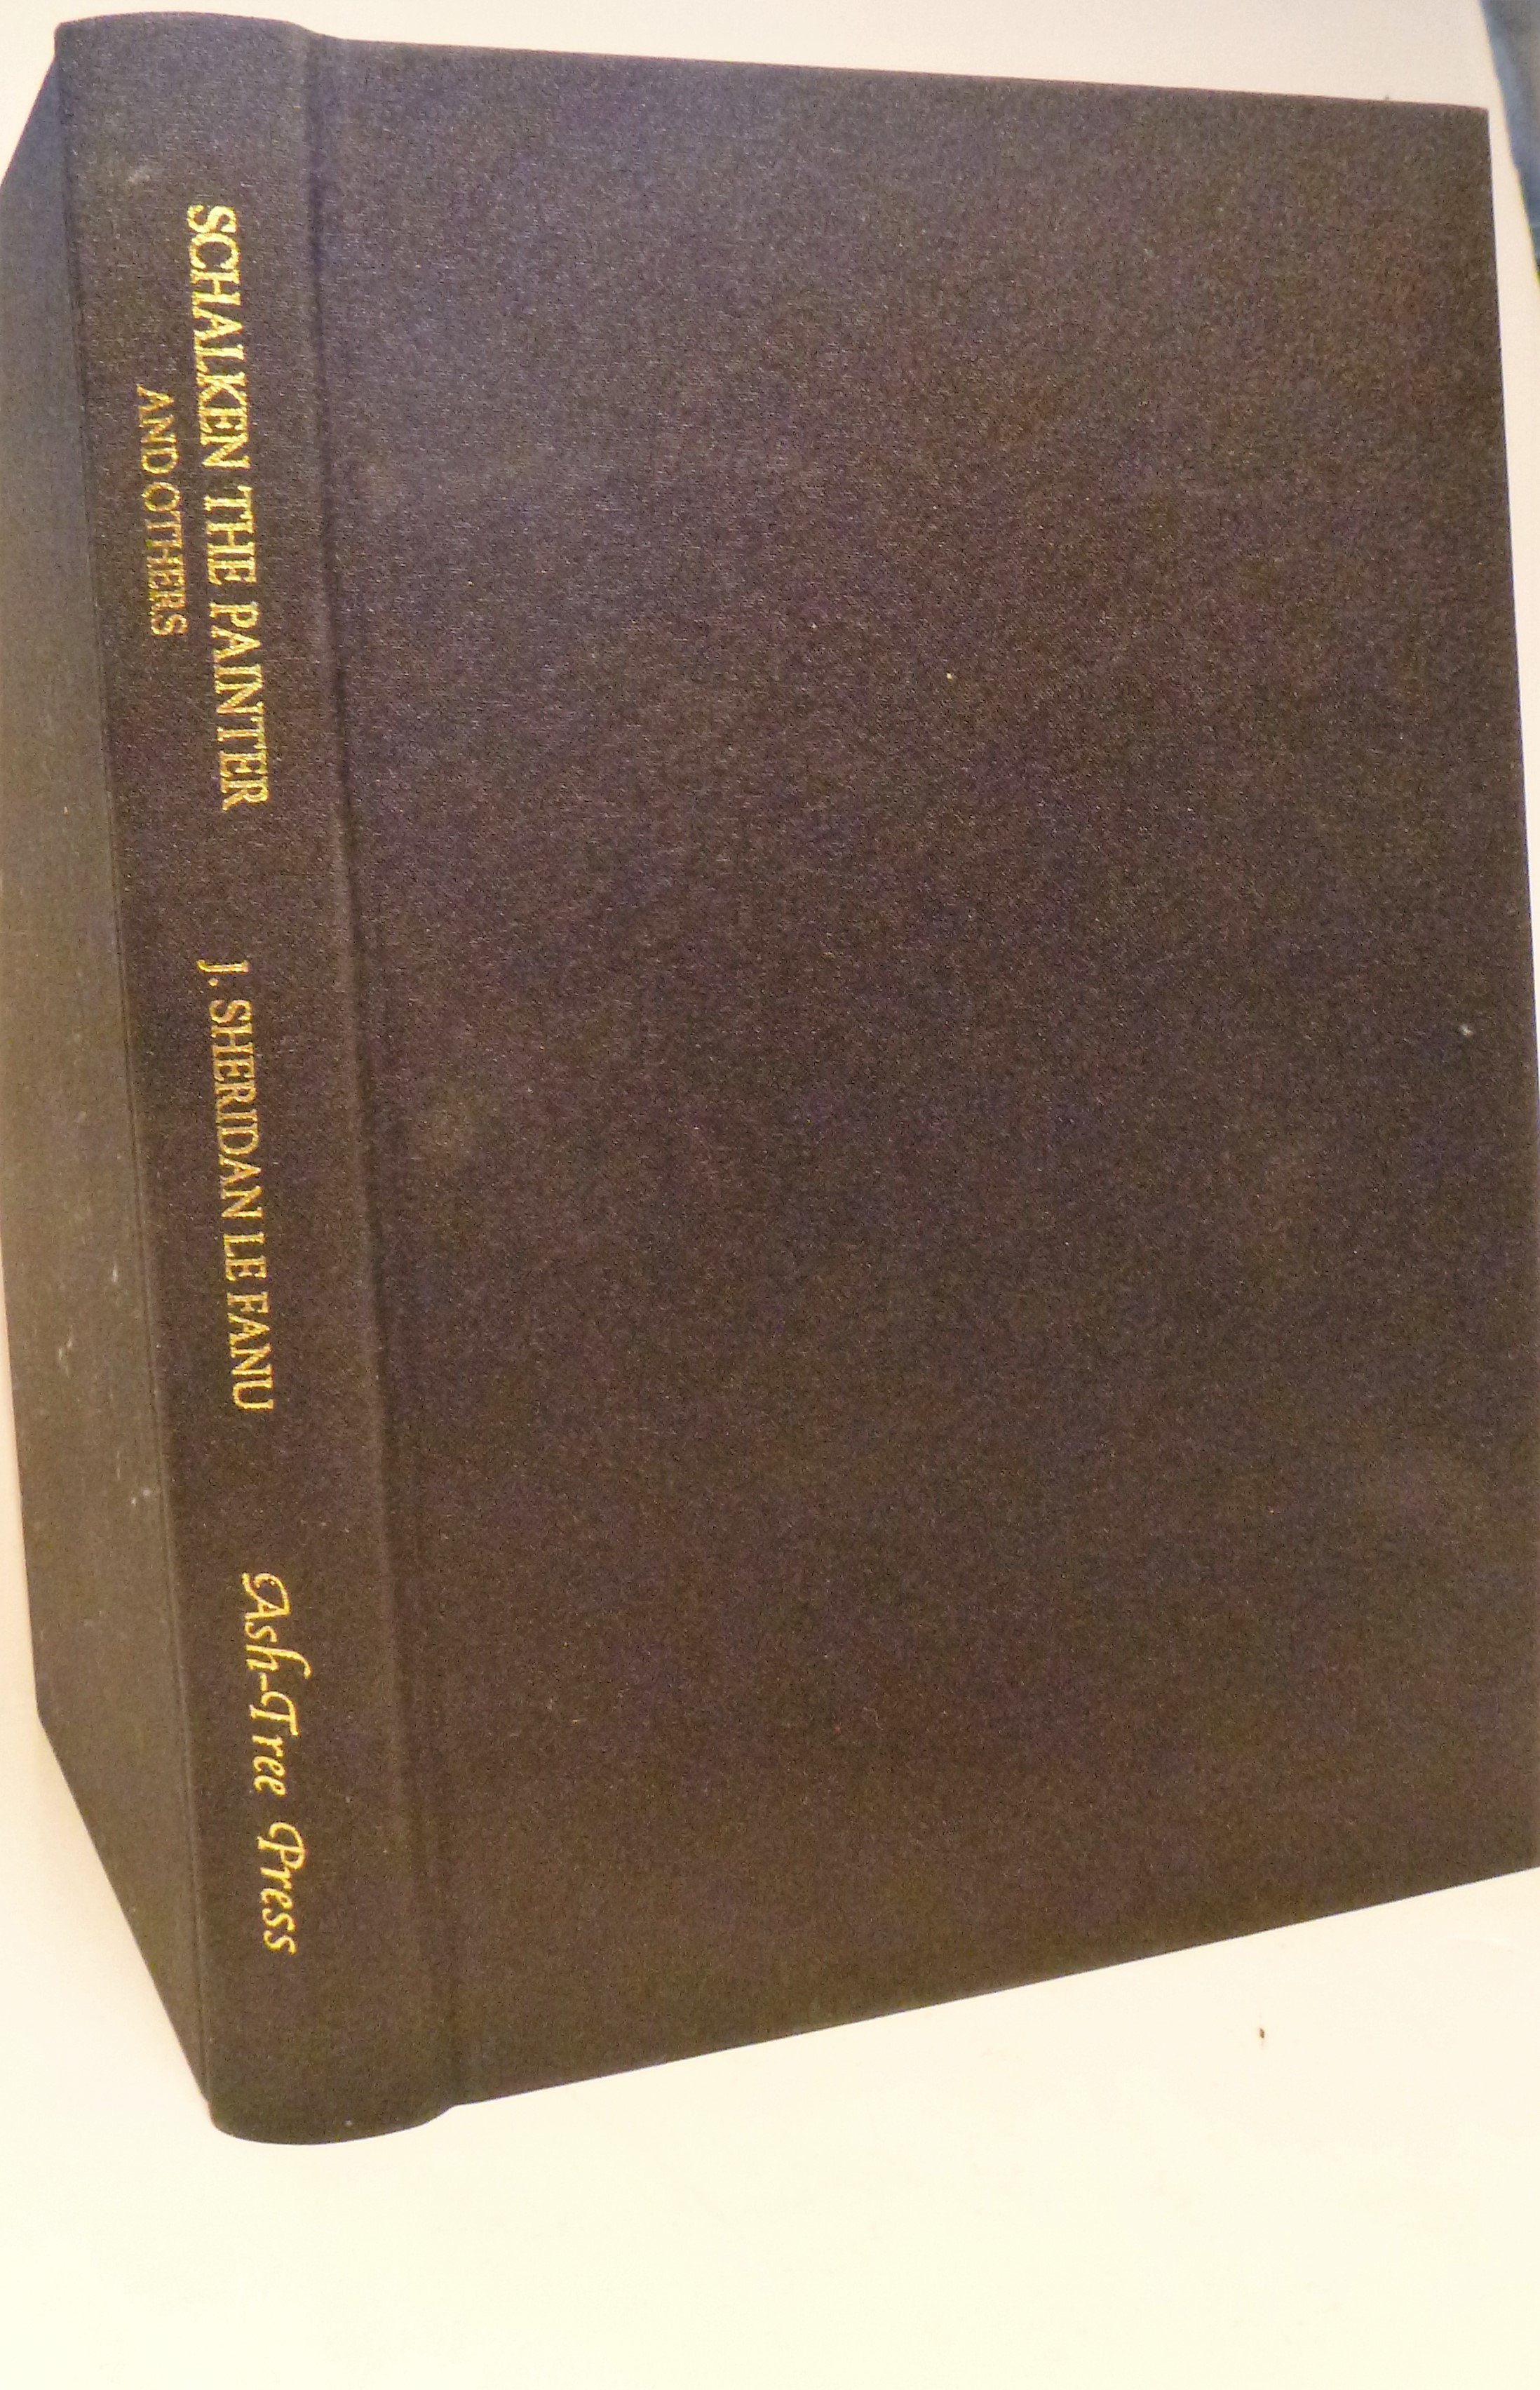 SCHALKEN THE PAINTER
AND OTHERS
J. SHERIDAN LE FANU
Ash-Tree Press